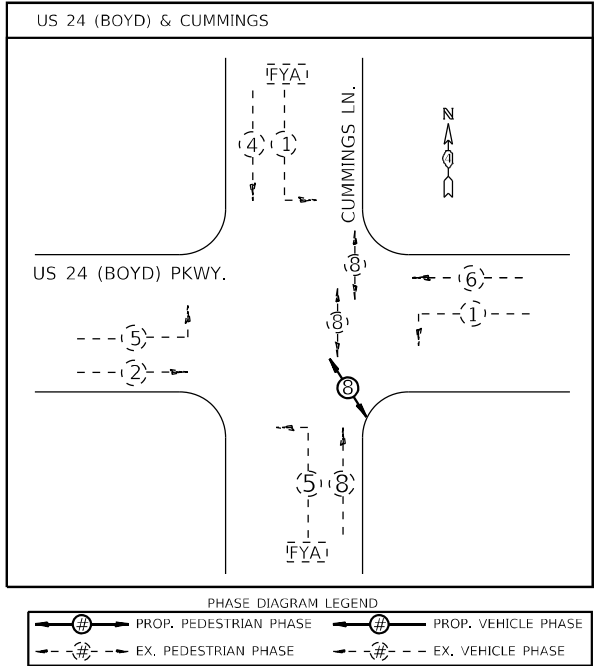 US 24 (BOYD) & CUMMINGS
FYA
CUMMINGS LN.
N
4
1
4
US 24 (BOYD) PKWY.
8
6
8
1
5
2
8
5
8
FYA
PHASE DIAGRAM LEGEND
# PROP. PEDESTRIAN PHASE # PROP. VEHICLE PHASE
# EX. PEDESTRIAN PHASE # EX. VEHICLE PHASE